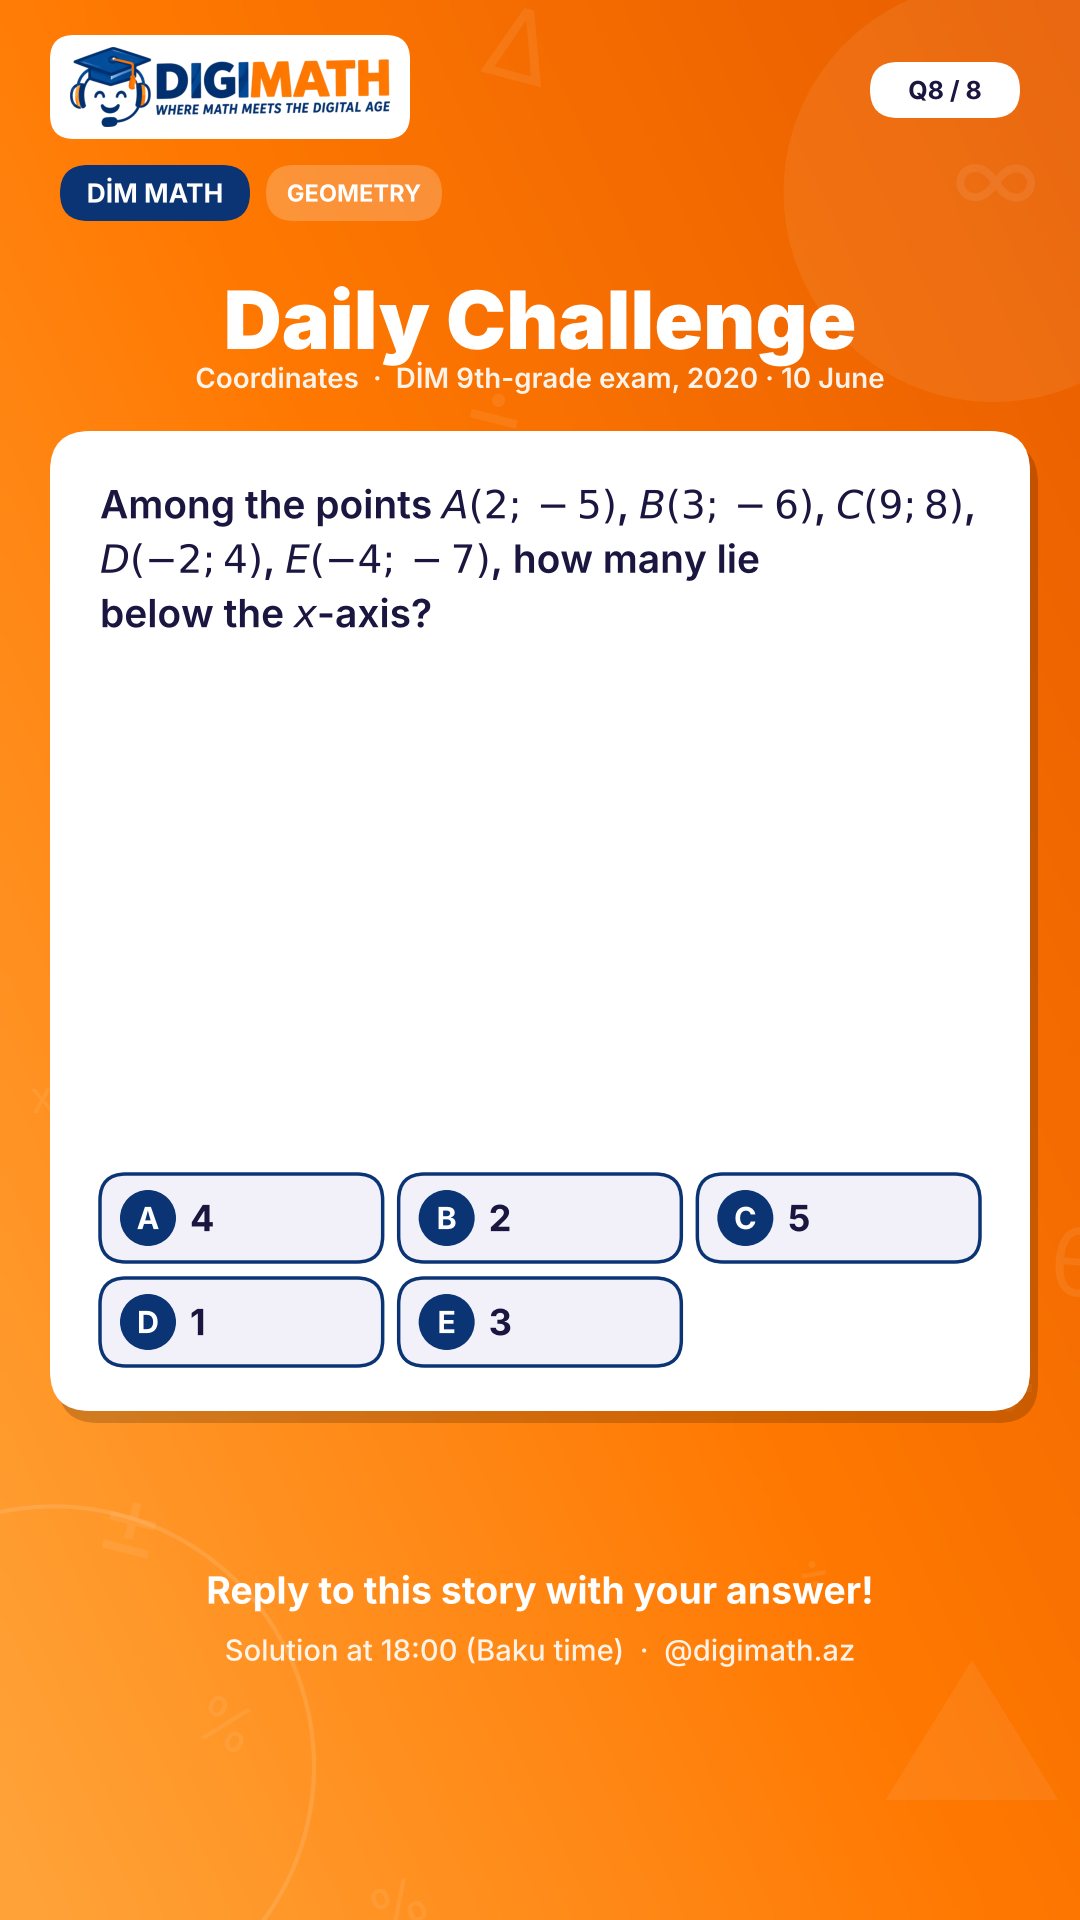 DIGIMATH
WHERE MATH MEETS THE DIGITAL AGE
Q8 / 8
DİM MATH
GEOMETRY
Daily Challenge
Coordinates · DİM 9th-grade exam, 2020 · 10 June
Among the points A(2; −5), B(3; −6), C(9; 8),
D(−2; 4), E(−4; −7), how many lie
below the x-axis?
A 4
B 2
C 5
D 1
E 3
Reply to this story with your answer!
Solution at 18:00 (Baku time) · @digimath.az